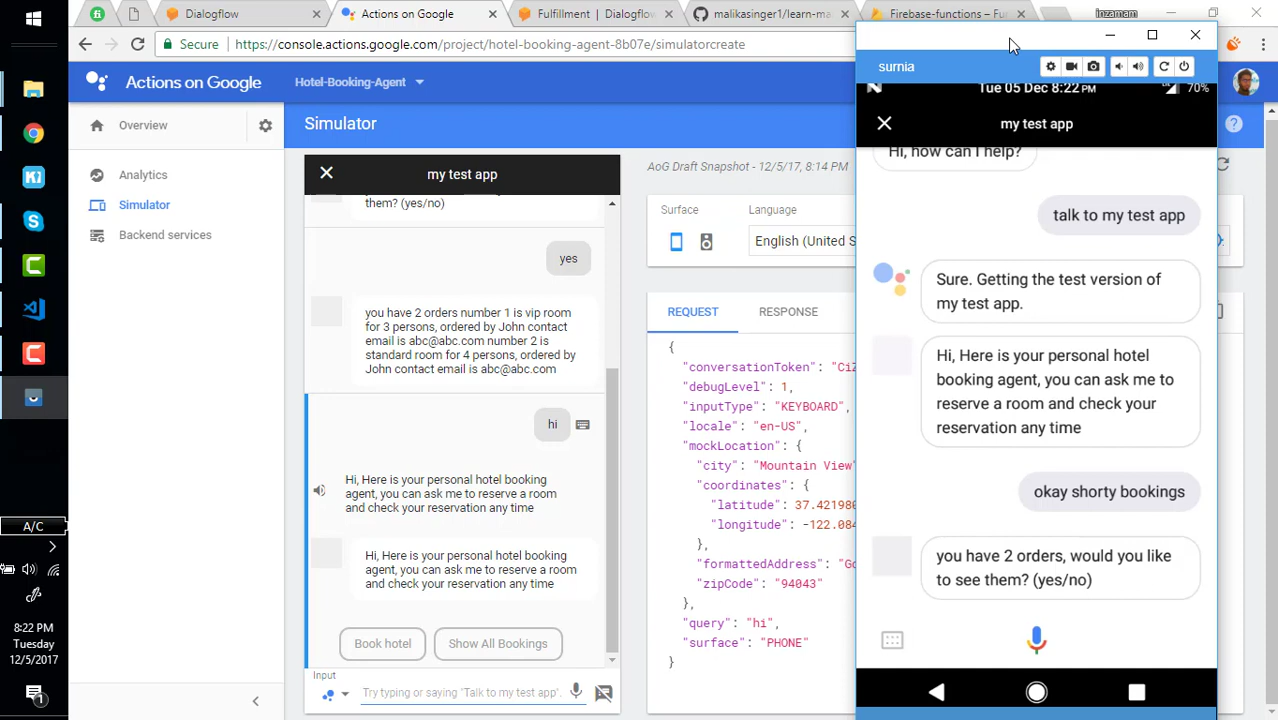 Dialogflow
Actions on Google
Fulfillment | Dialogflow
malkasinger1/learn-ma
Firebase-functions – Fun
inzamam
Secure
https://console.actions.google.com/project/hotel-booking-agent-8b07e/simulatorcreate
Actions on Google
Hotel-Booking-Agent
Overview
Analytics
Simulator
Backend services
Simulator
my test app
them? (yes/no)
yes
you have 2 orders number 1 is vip room
for 3 persons, ordered by John contact
email is abc@abc.com number 2 is
standard room for 4 persons, ordered by
John contact email is abc@abc.com
hi
Hi, Here is your personal hotel booking
agent, you can ask me to reserve a room
and check your reservation any time
Hi, Here is your personal hotel booking
agent, you can ask me to reserve a room
and check your reservation any time
Book hotel
Show All Bookings
Input
Try typing or saying 'Talk to my test app'.
AoG Draft Snapshot - 12/5/17, 8:14 PM
Surface
Language
English (United S
REQUEST
RESPONSE
{
"conversationToken": "Ci
"debugLevel": 1,
"inputType": "KEYBOARD",
"locale": "en-US",
"mockLocation": {
"city": "Mountain View"
"coordinates": {
"latitude": 37.421980
"longitude": -122.084
},
"formattedAddress": "Go
"zipCode": "94043"
},
"query": "hi",
"surface": "PHONE"
}
surnia
Tue 05 Dec 8:22 PM
70%
my test app
Hi, how can I help?
talk to my test app
Sure. Getting the test version of
my test app.
Hi, Here is your personal hotel
booking agent, you can ask me to
reserve a room and check your
reservation any time
okay shorty bookings
you have 2 orders, would you like
to see them? (yes/no)
A/C
8:22 PM
Tuesday
12/5/2017
1